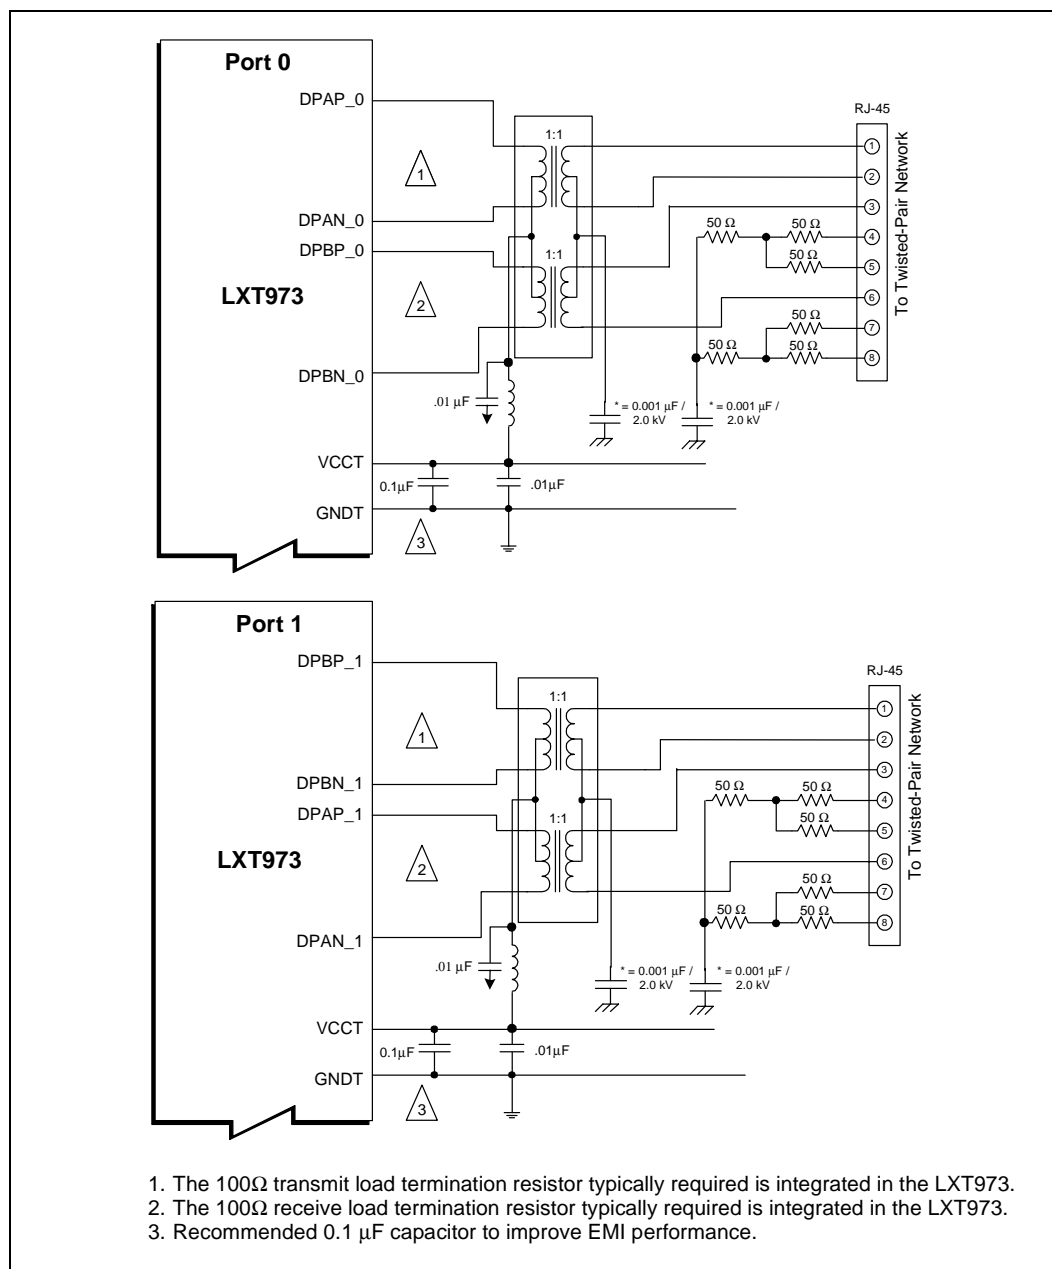 Port 0
DPAP_0
RJ-45
1:1
1
1
2
3
To Twisted-Pair Network
DPAN_0
DPBP_0
50 Ω
50 Ω
4
1:1
50 Ω
5
LXT973
2
6
50 Ω
7
DPBN_0
50 Ω
50 Ω
8
.01 µF
* = 0.001 µF /
2.0 kV
* = 0.001 µF /
2.0 kV
VCCT
0.1µF
.01µF
GNDT
3
Port 1
DPBP_1
RJ-45
1:1
1
1
2
3
To Twisted-Pair Network
DPBN_1
DPAP_1
50 Ω
50 Ω
4
1:1
50 Ω
5
LXT973
2
6
50 Ω
7
DPAN_1
50 Ω
50 Ω
8
.01 µF
* = 0.001 µF /
2.0 kV
* = 0.001 µF /
2.0 kV
VCCT
0.1µF
.01µF
GNDT
3
1. The 100Ω transmit load termination resistor typically required is integrated in the LXT973.
2. The 100Ω receive load termination resistor typically required is integrated in the LXT973.
3. Recommended 0.1 µF capacitor to improve EMI performance.